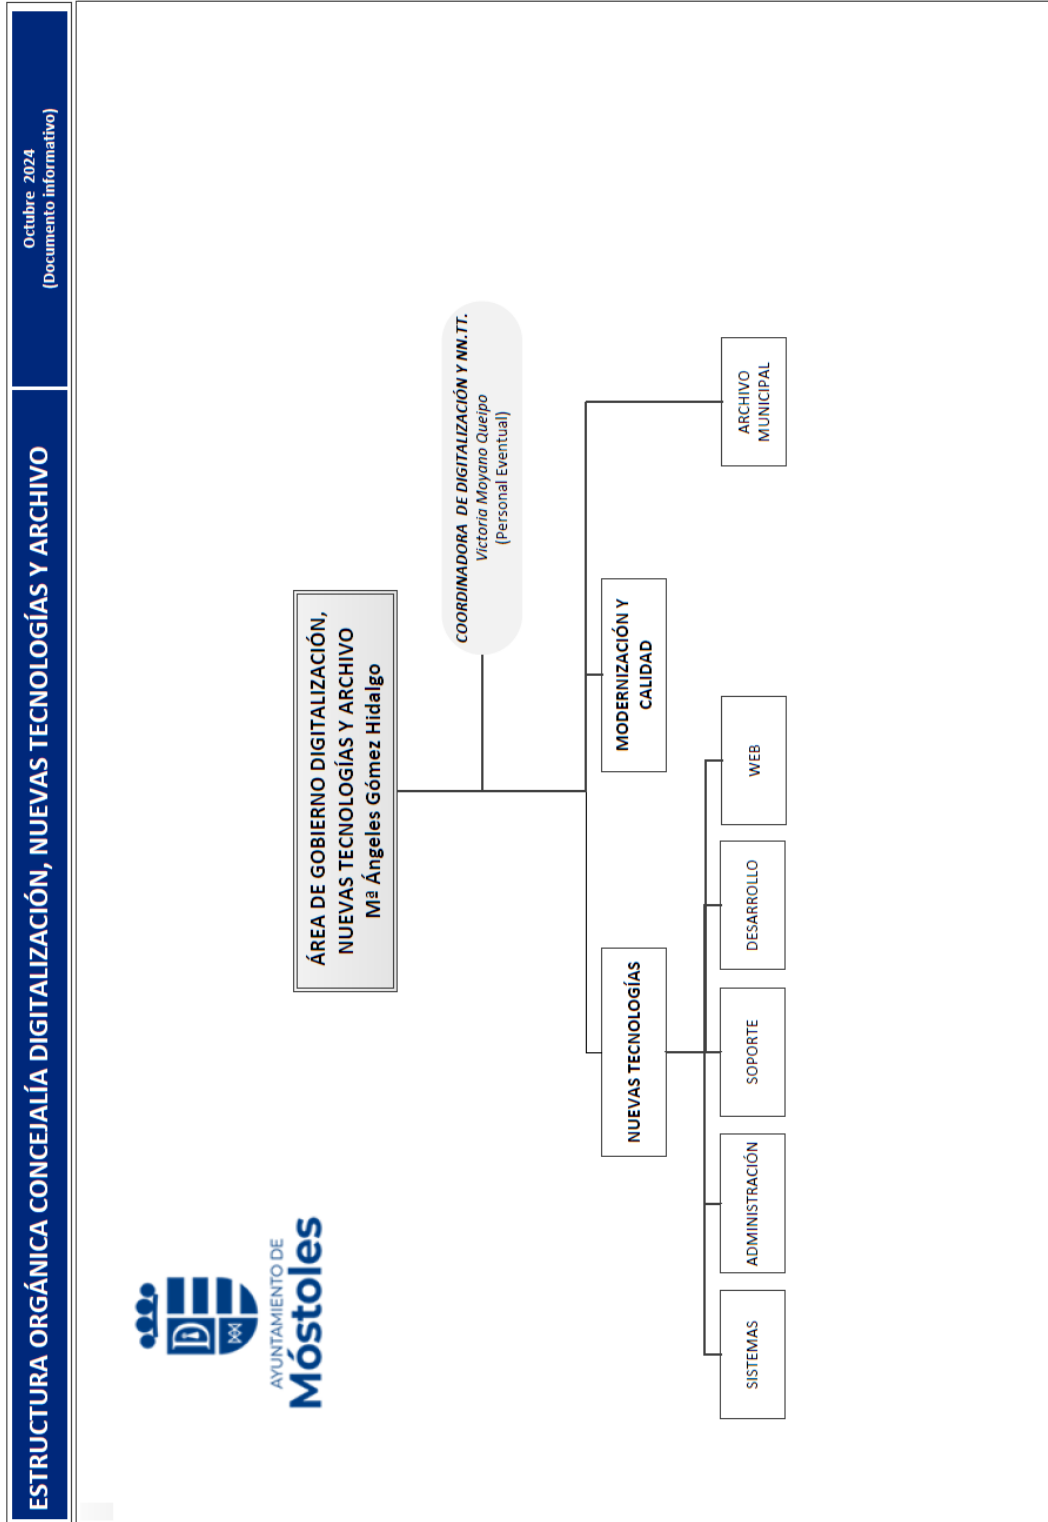 ESTRUCTURA ORGÁNICA CONCEJALÍA DIGITALIZACIÓN, NUEVAS TECNOLOGÍAS Y ARCHIVO
Octubre 2024
(Documento informativo)
AYUNTAMIENTO DE
Móstoles
ÁREA DE GOBIERNO DIGITALIZACIÓN,
NUEVAS TECNOLOGÍAS Y ARCHIVO
Mª Ángeles Gómez Hidalgo
COORDINADORA DE DIGITALIZACIÓN Y NN.TT.
Victoria Moyano Queipo
(Personal Eventual)
NUEVAS TECNOLOGÍAS
MODERNIZACIÓN Y
CALIDAD
SISTEMAS
ADMINISTRACIÓN
SOPORTE
DESARROLLO
WEB
ARCHIVO
MUNICIPAL